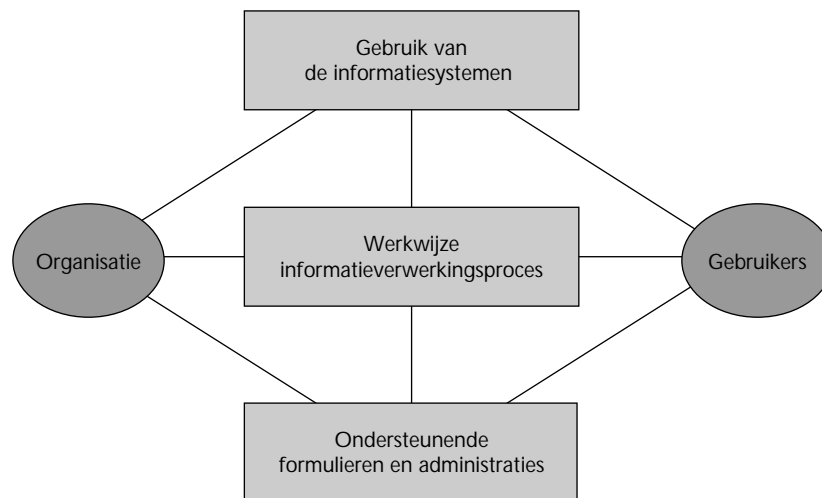 Gebruik van
de informatiesystemen
Organisatie
Werkwijze
informatieverwerkingsproces
Gebruikers
Ondersteunende
formulieren en administraties